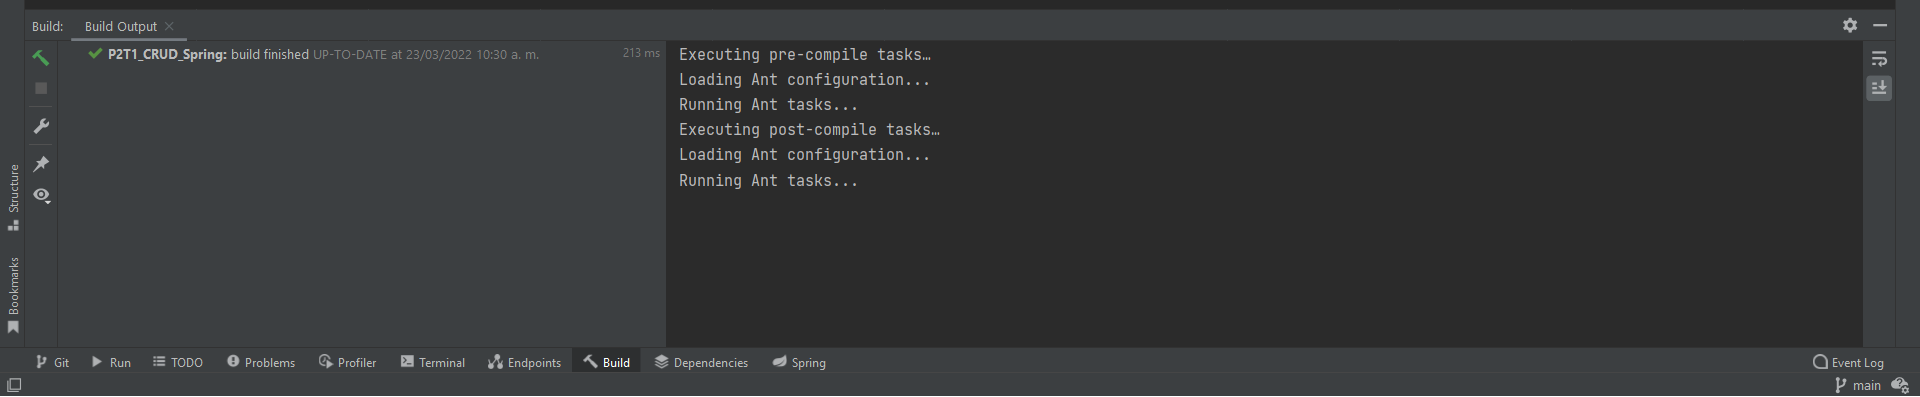 Build:
Build Output
P2T1_CRUD_Spring: build finished UP-TO-DATE at 23/03/2022 10:30 a. m.
213 ms
Executing pre-compile tasks…
Loading Ant configuration...
Running Ant tasks...
Executing post-compile tasks…
Loading Ant configuration...
Running Ant tasks...
Structure
Bookmarks
Git
Run
TODO
Problems
Profiler
Terminal
Endpoints
Build
Dependencies
Spring
Event Log
main